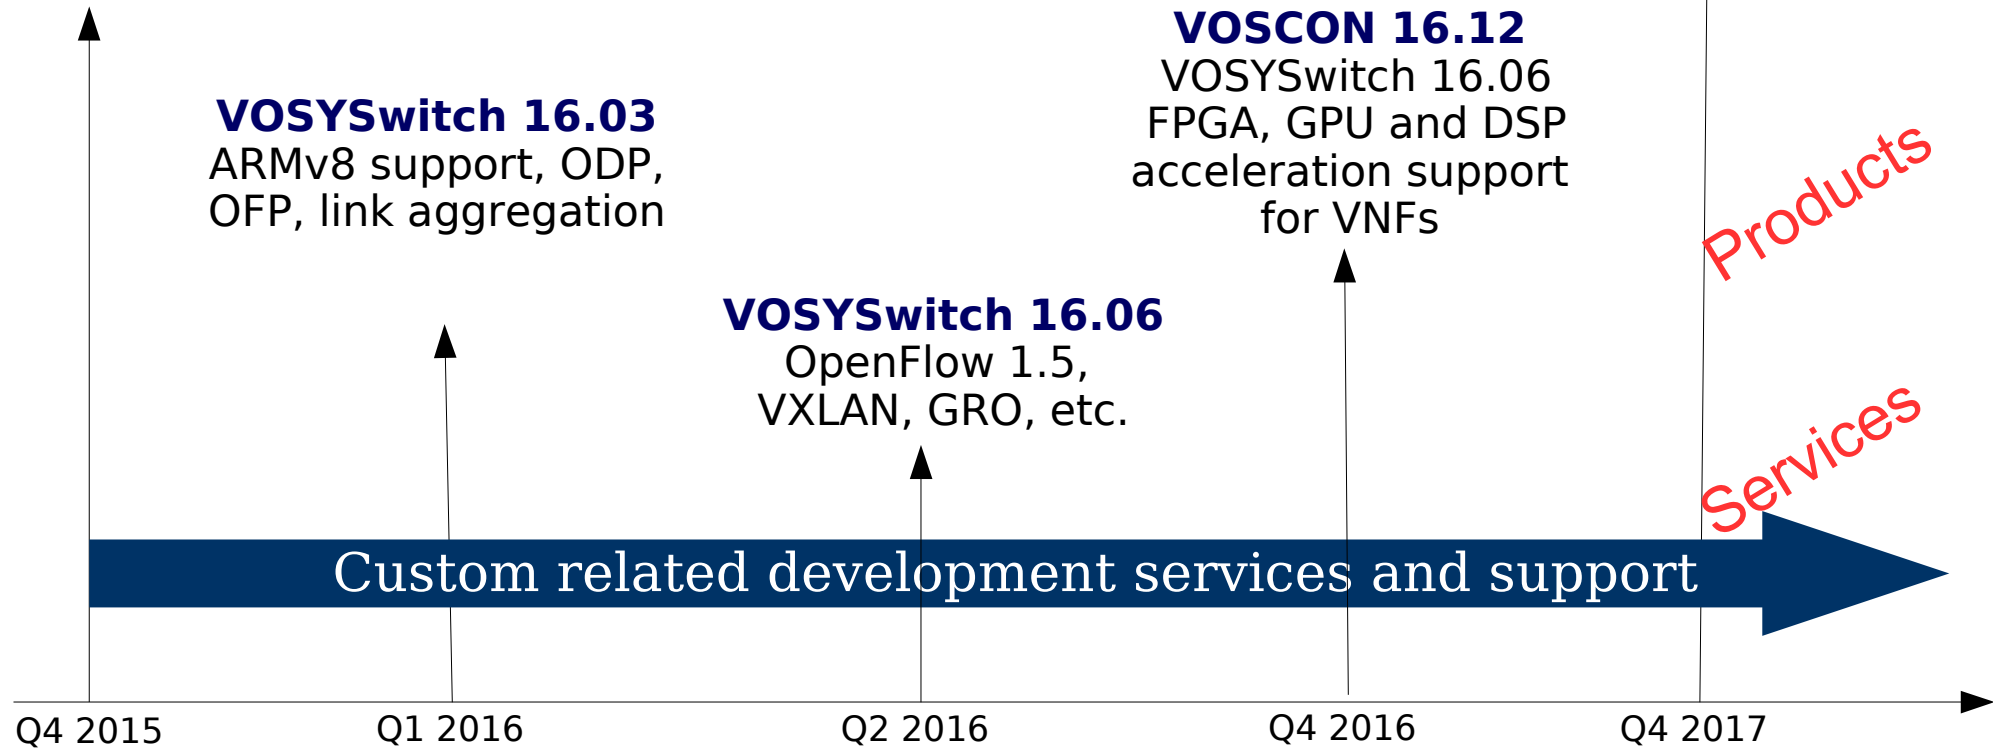 VOSCON 16.12
VOSYSwitch 16.06
FPGA, GPU and DSP
acceleration support
for VNFs
VOSYSwitch 16.03
ARMv8 support, ODP,
OFP, link aggregation
Products
VOSYSwitch 16.06
OpenFlow 1.5,
VXLAN, GRO, etc.
Services
Custom related development services and support
Q4 2015
Q1 2016
Q2 2016
Q4 2016
Q4 2017